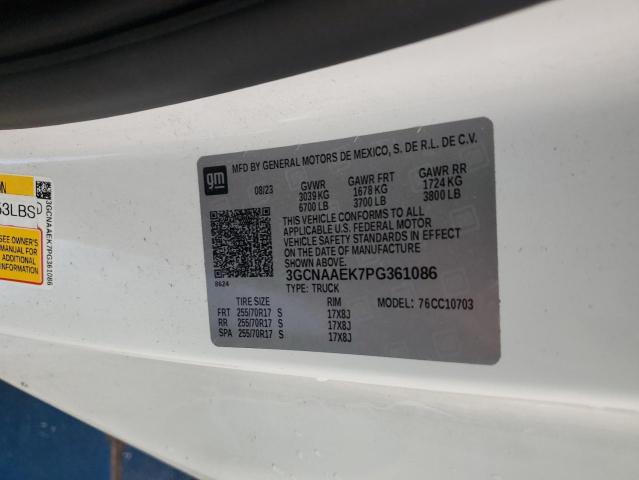 MFD BY GENERAL MOTORS DE MEXICO, S. DE R.L. DE C.V.
gm
08/23 GVWR GAWR FRT GAWR RR
3039 KG 1678 KG 1724 KG
6700 LB 3700 LB 3800 LB
THIS VEHICLE CONFORMS TO ALL
APPLICABLE U.S. FEDERAL MOTOR
VEHICLE SAFETY STANDARDS IN EFFECT
ON THE DATE OF MANUFACTURE
SHOWN ABOVE.
3GCNAAEK7PG361086
8624
TYPE: TRUCK
TIRE SIZE RIM MODEL: 76CC10703
FRT 255/70R17 S 17X8J
RR 255/70R17 S 17X8J
SPA 255/70R17 S 17X8J
53LBS
SEE OWNER'S
MANUAL FOR
ADDITIONAL
INFORMATION
3GCNAAEK7PG361086